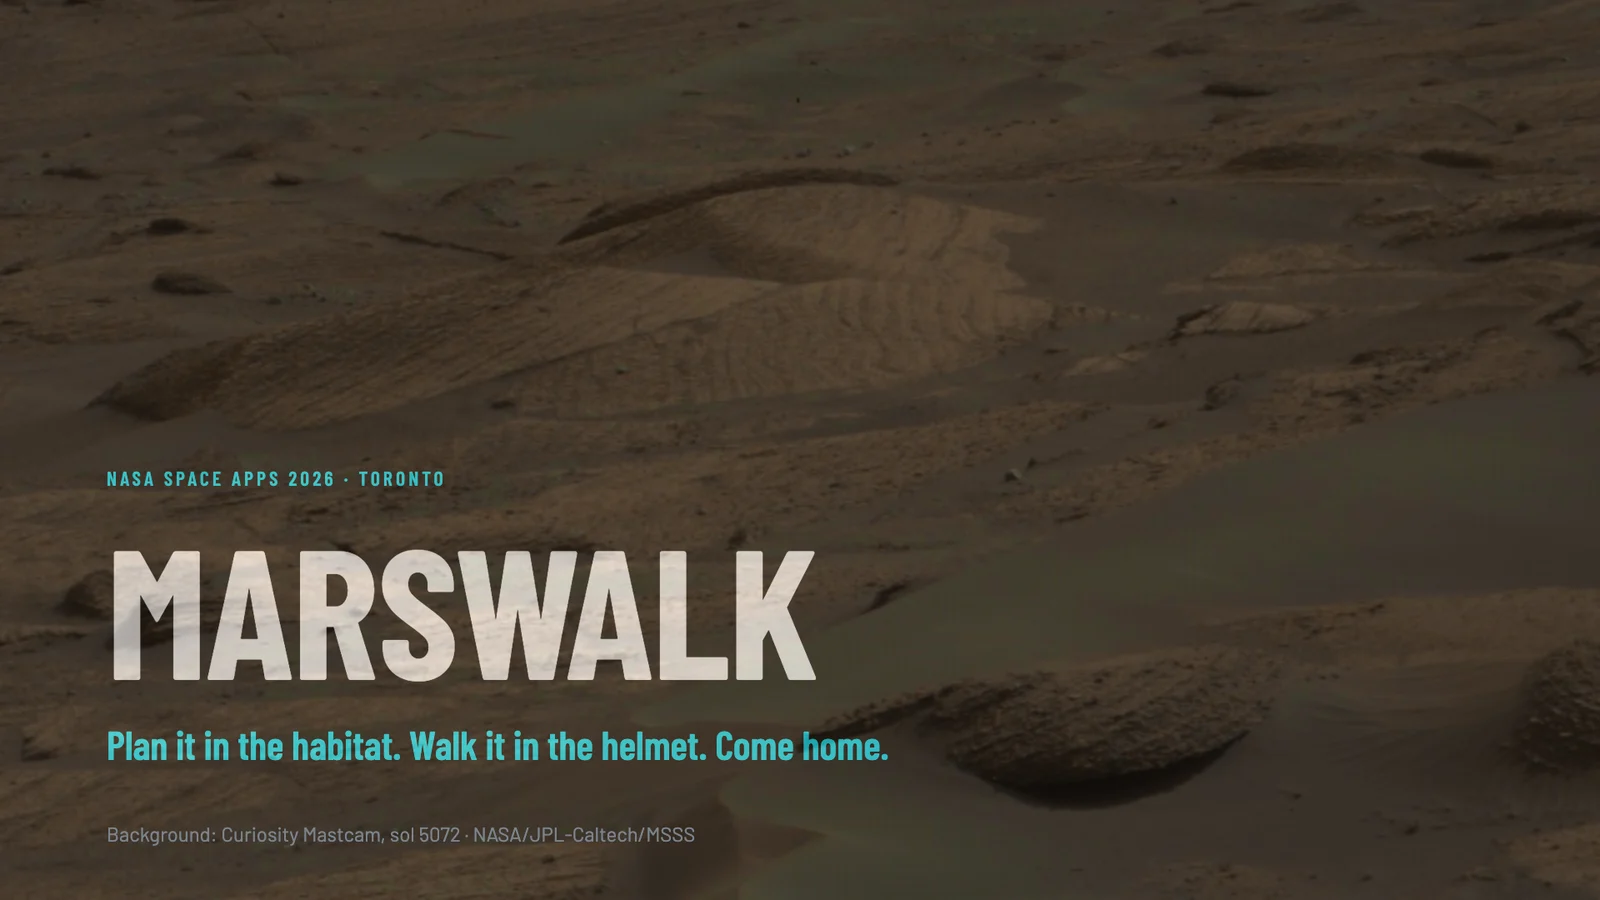 NASA SPACE APPS 2026 · TORONTO
MARSWALK
Plan it in the habitat. Walk it in the helmet. Come home.
Background: Curiosity Mastcam, sol 5072 · NASA/JPL-Caltech/MSSS